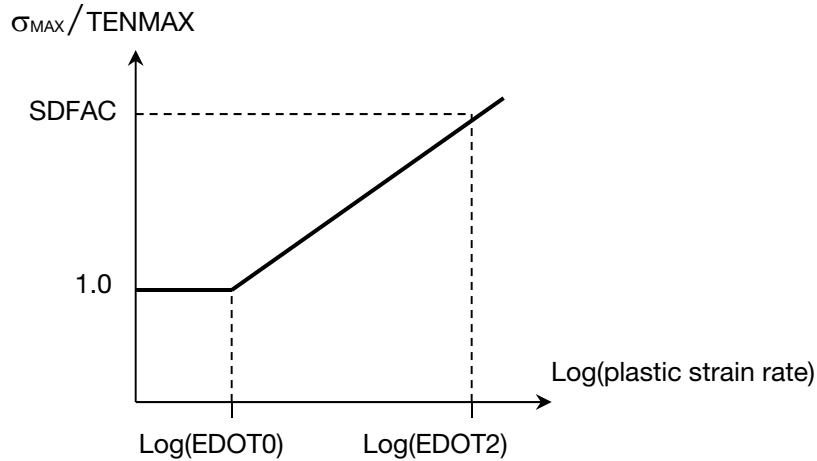 σMAX/TENMAX
SDFAC
1.0
Log(plastic strain rate)
Log(EDOT0) Log(EDOT2)